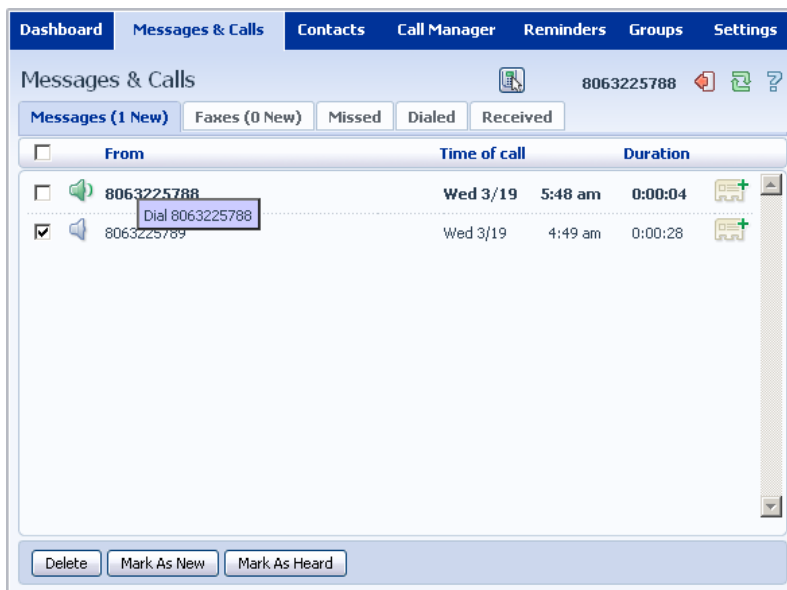 Dashboard Messages & Calls Contacts Call Manager Reminders Groups Settings
Messages & Calls 8063225788
Messages (1 New) Faxes (0 New) Missed Dialed Received
From Time of call Duration
8063225788 Wed 3/19 5:48 am 0:00:04
Dial 8063225788
8063225789 Wed 3/19 4:49 am 0:00:28
Delete Mark As New Mark As Heard